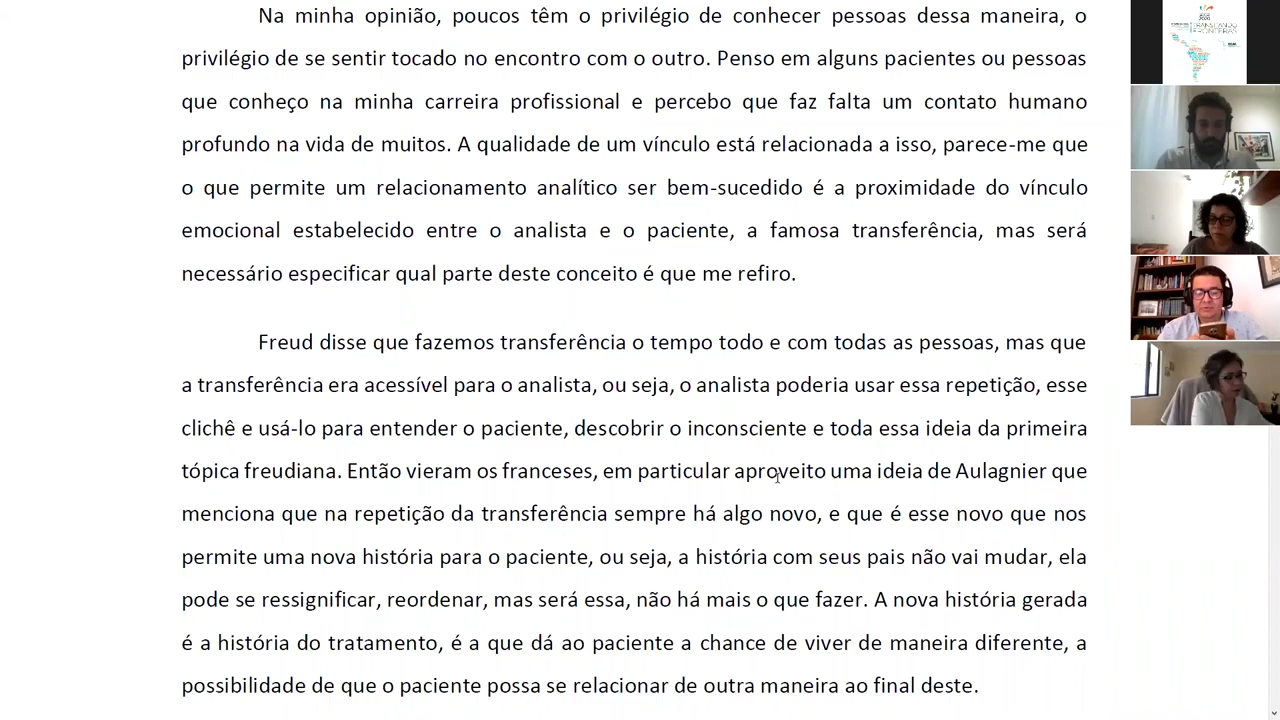 Na minha opinião, poucos têm o privilégio de conhecer pessoas dessa maneira, o
privilégio de se sentir tocado no encontro com o outro. Penso em alguns pacientes ou pessoas
que conheço na minha carreira profissional e percebo que faz falta um contato humano
profundo na vida de muitos. A qualidade de um vínculo está relacionada a isso, parece-me que
o que permite um relacionamento analítico ser bem-sucedido é a proximidade do vínculo
emocional estabelecido entre o analista e o paciente, a famosa transferência, mas será
necessário especificar qual parte deste conceito é que me refiro.
Freud disse que fazemos transferência o tempo todo e com todas as pessoas, mas que
a transferência era acessível para o analista, ou seja, o analista poderia usar essa repetição, esse
clichê e usá-lo para entender o paciente, descobrir o inconsciente e toda essa ideia da primeira
tópica freudiana. Então vieram os franceses, em particular aproveito uma ideia de Aulagnier que
menciona que na repetição da transferência sempre há algo novo, e que é esse novo que nos
permite uma nova história para o paciente, ou seja, a história com seus pais não vai mudar, ela
pode se ressignificar, reordenar, mas será essa, não há mais o que fazer. A nova história gerada
é a história do tratamento, é a que dá ao paciente a chance de viver de maneira diferente, a
possibilidade de que o paciente possa se relacionar de outra maneira ao final deste.
TRANSITANDO
FRONTEIRAS